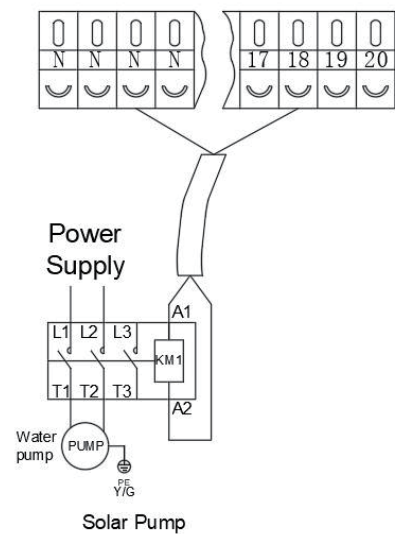 N N N N 17 18 19 20
Power
Supply
A1
L1 L2 L3
KM1
T1 T2 T3
A2
Water
pump
PUMP
PE
Y/G
Solar Pump